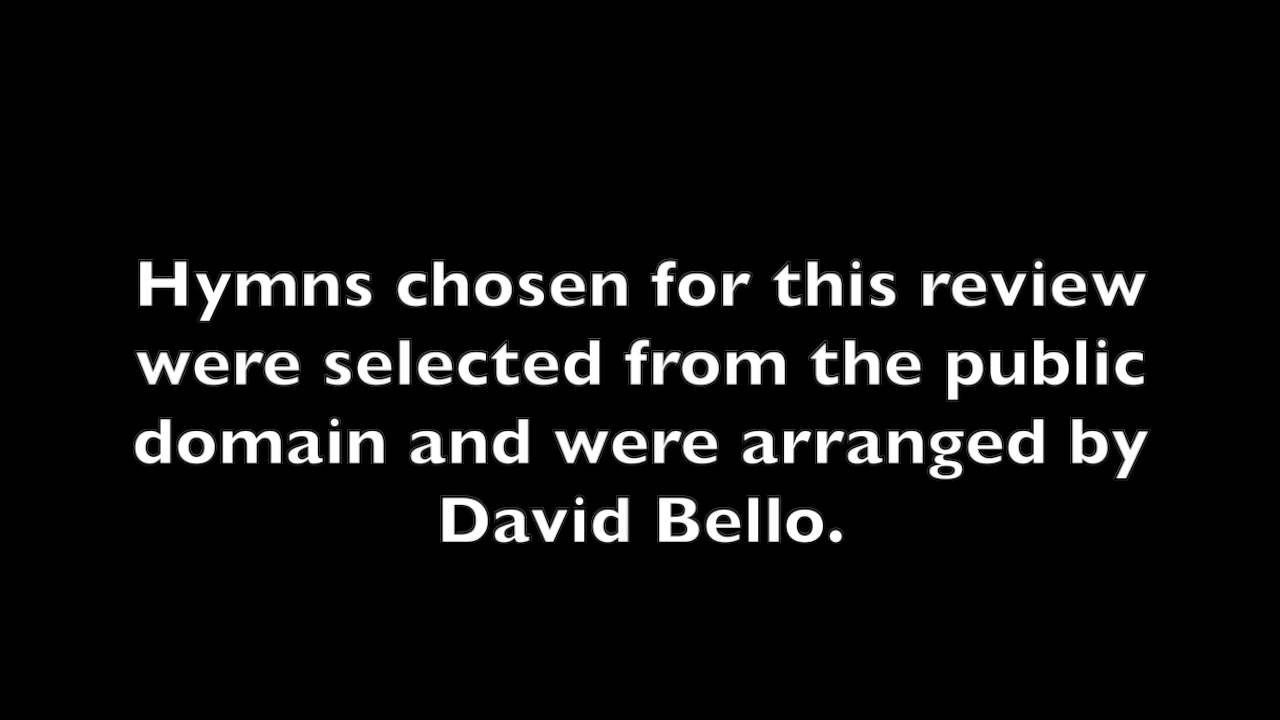 Hymns chosen for this review
were selected from the public
domain and were arranged by
David Bello.